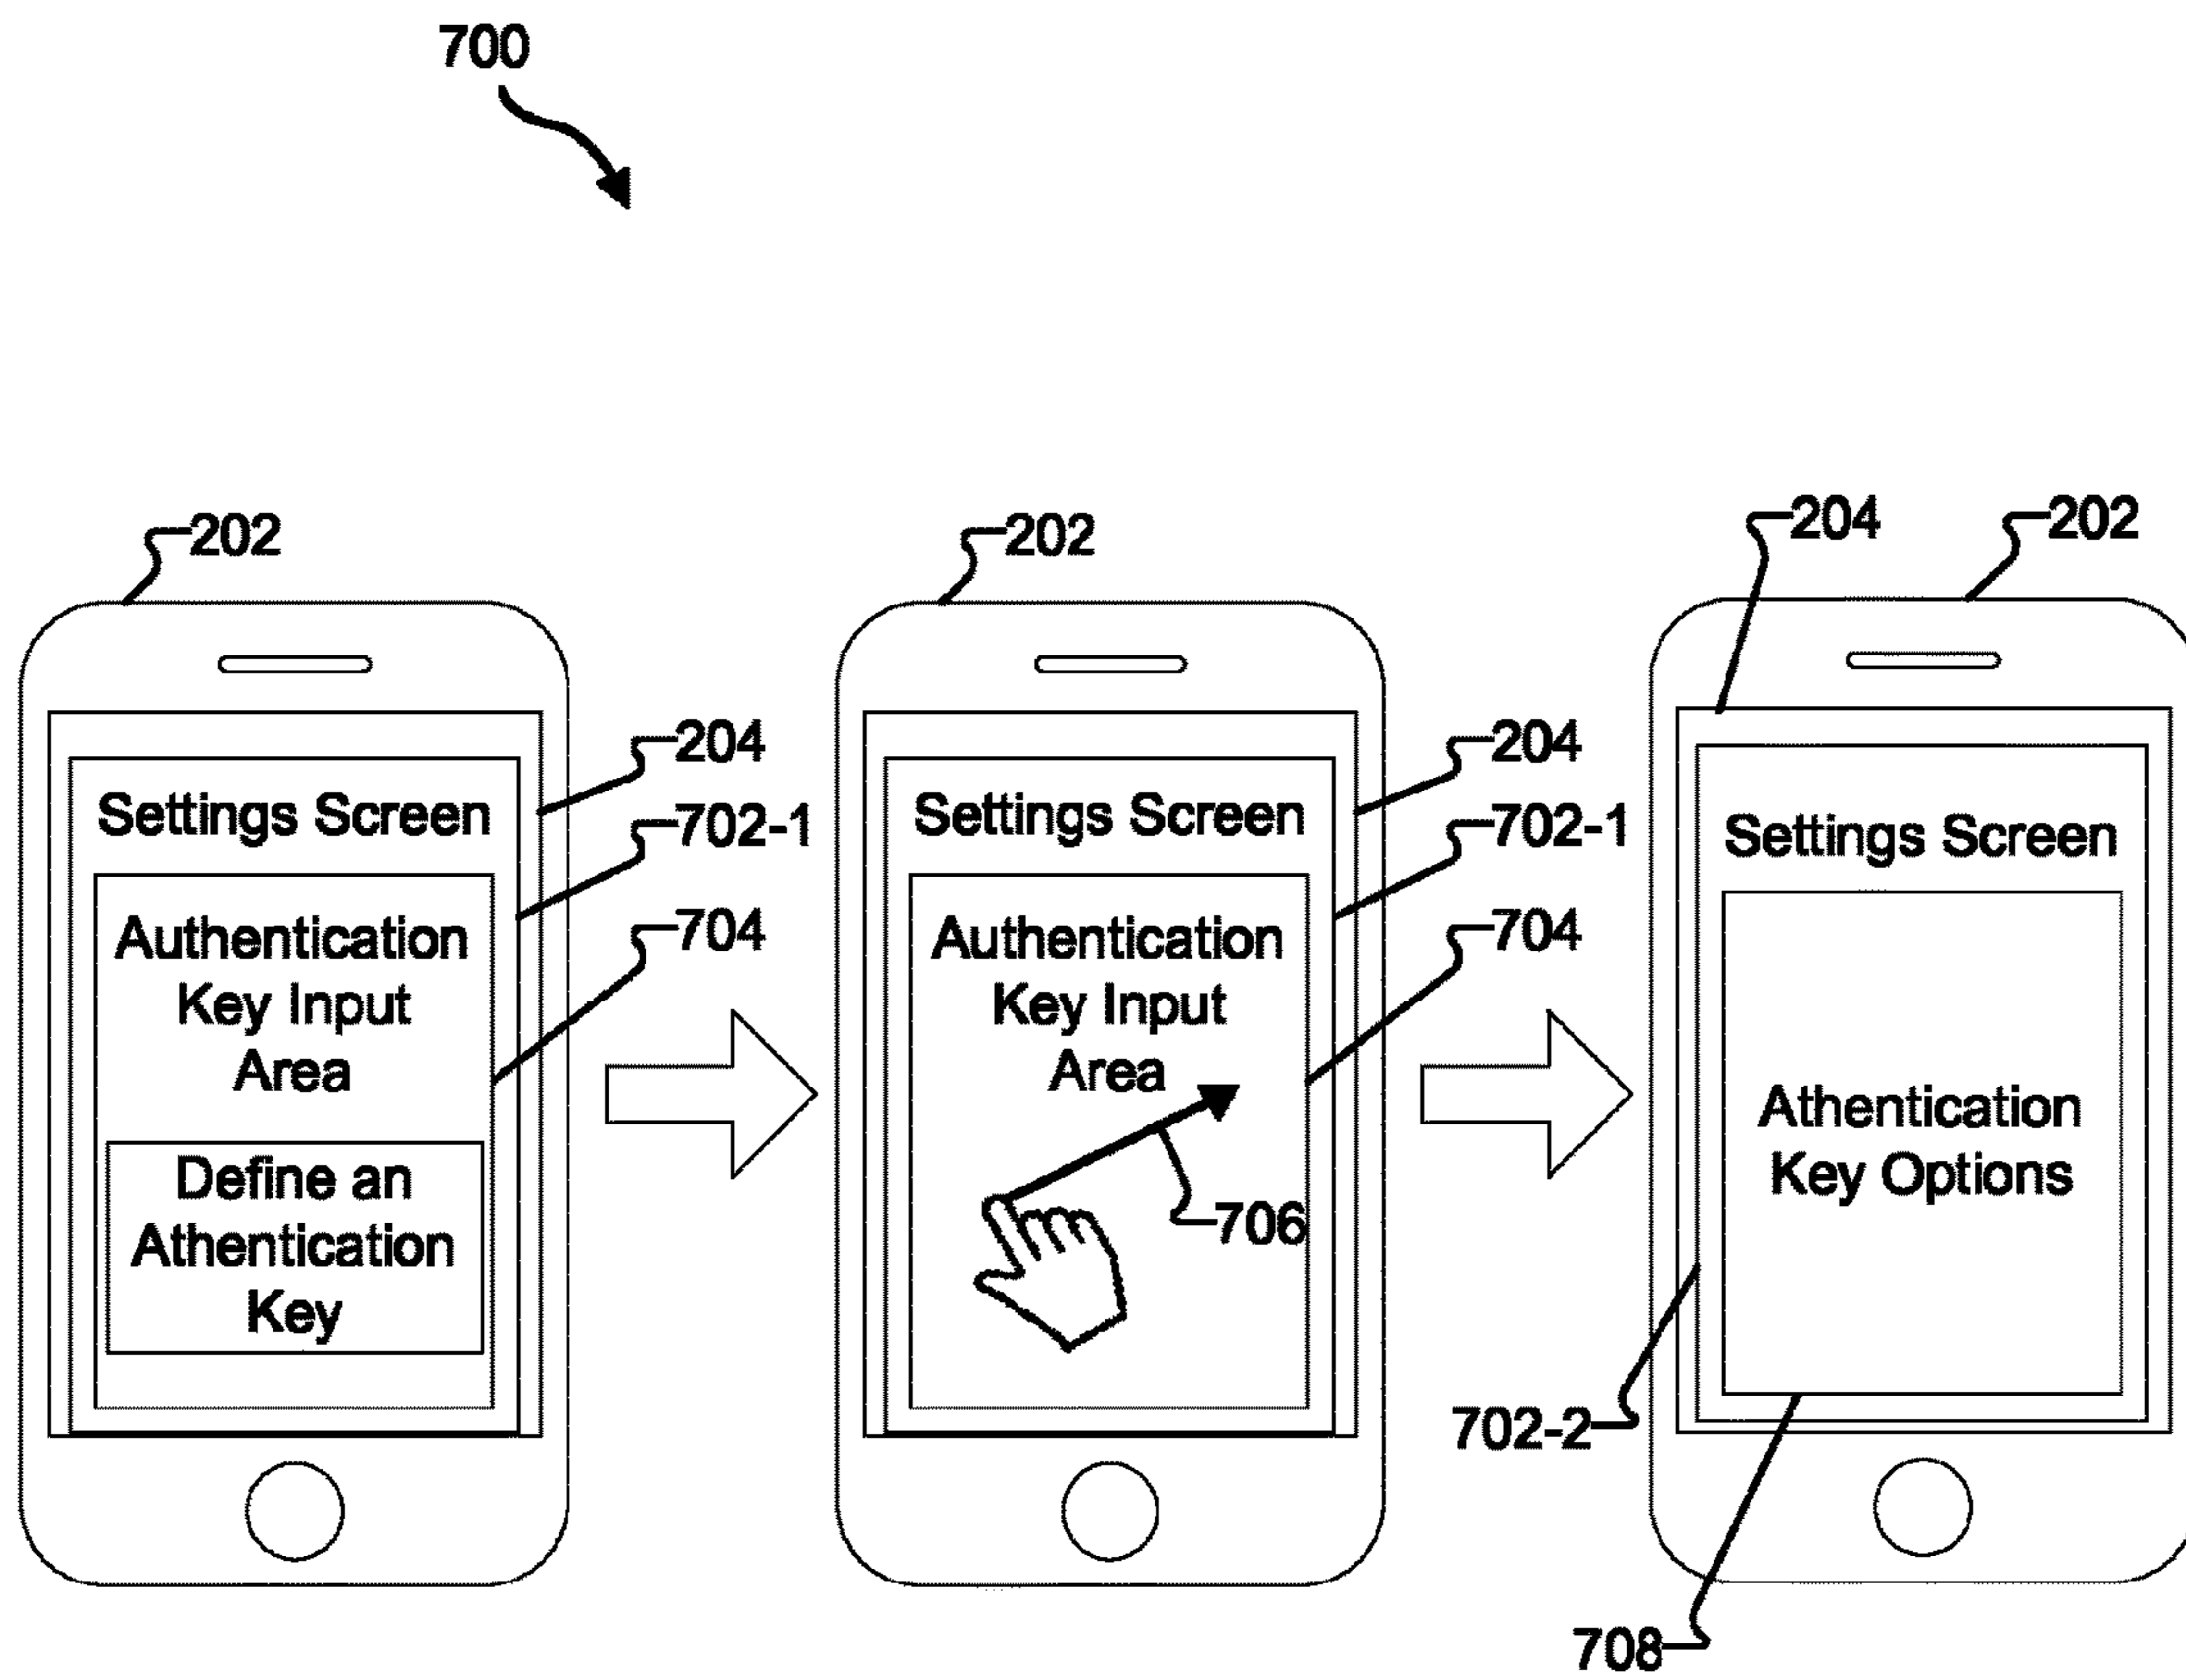 700
202
204
702-1
704
Settings Screen
Authentication
Key Input
Area
Define an
Athentication
Key
202
204
702-1
704
Settings Screen
Authentication
Key Input
Area
706
204
202
Settings Screen
Athentication
Key Options
702-2
708